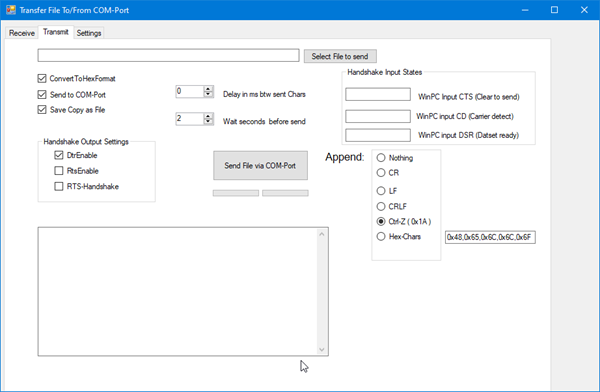 Transfer File To/From COM-Port
Receive Transmit Settings
Select File to send
ConvertToHexFormat
Send to COM-Port
Save Copy as File
0 Delay in ms btw sent Chars
2 Wait seconds before send
Handshake Input States
WinPC Input CTS (Clear to send)
WinPC input CD (Carrier detect)
WinPC input DSR (Datset ready)
Handshake Output Settings
DtrEnable
RtsEnable
RTS-Handshake
Send File via COM-Port
Append:
Nothing
CR
LF
CRLF
Ctrl-Z ( 0x1A )
Hex-Chars 0x48,0x65,0x6C,0x6C,0x6F